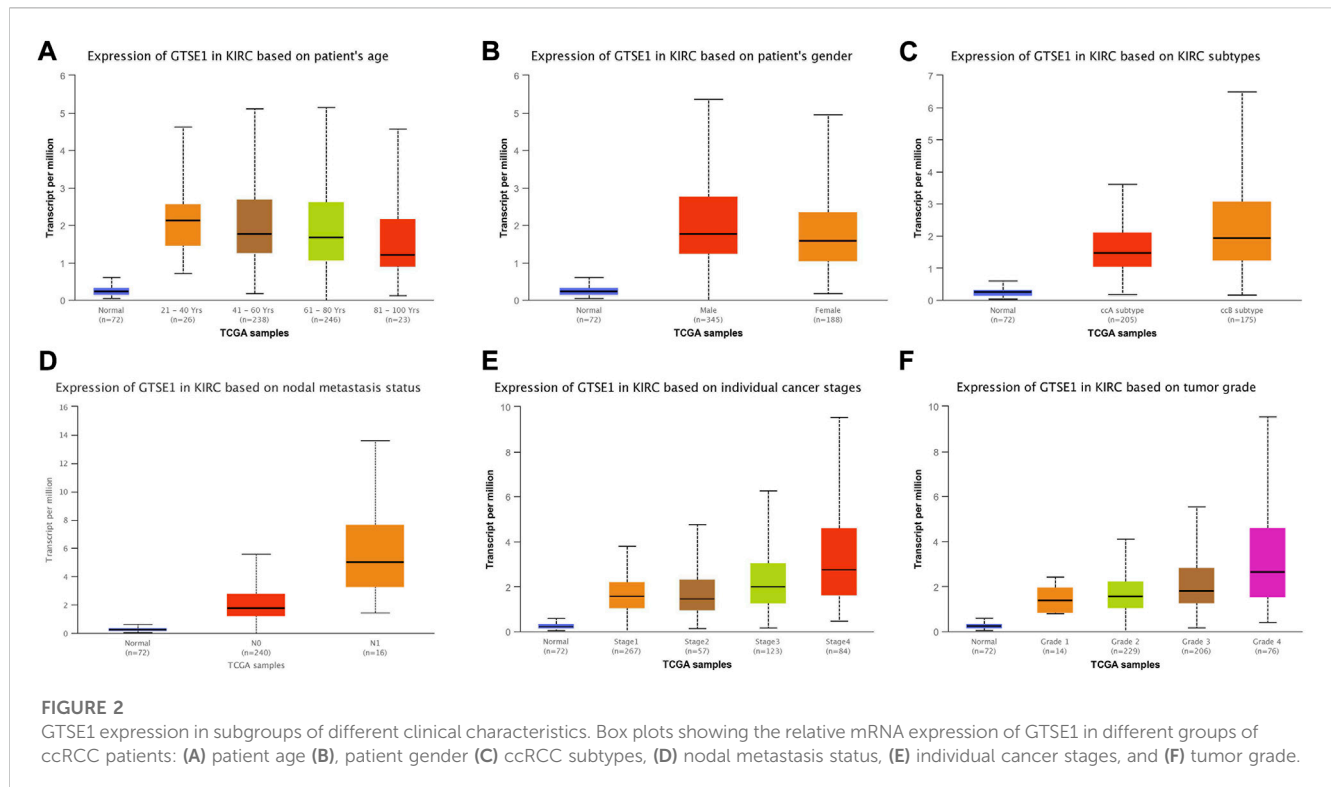 A
Expression of GTSE1 in KIRC based on patient's age
Transcript per million
6
5
4
3
2
1
0
Normal
(n=72)
21 – 40 Yrs
(n=26)
41 – 60 Yrs
(n=238)
61 – 80 Yrs
(n=246)
81 – 100 Yrs
(n=23)
TCGA samples
B
Expression of GTSE1 in KIRC based on patient's gender
Transcript per million
6
5
4
3
2
1
0
Normal
(n=72)
Male
(n=345)
Female
(n=188)
TCGA samples
C
Expression of GTSE1 in KIRC based on KIRC subtypes
Transcript per million
7
6
5
4
3
2
1
0
Normal
(n=72)
ccA subtype
(n=205)
ccB subtype
(n=175)
TCGA samples
D
Expression of GTSE1 in KIRC based on nodal metastasis status
Transcript per million
16
14
12
10
8
6
4
2
0
Normal
(n=72)
N0
(n=240)
N1
(n=16)
TCGA samples
E
Expression of GTSE1 in KIRC based on individual cancer stages
Transcript per million
10
8
6
4
2
0
Normal
(n=72)
Stage1
(n=267)
Stage2
(n=57)
Stage3
(n=123)
Stage4
(n=84)
TCGA samples
F
Expression of GTSE1 in KIRC based on tumor grade
Transcript per million
10
8
6
4
2
0
Normal
(n=72)
Grade 1
(n=14)
Grade 2
(n=229)
Grade 3
(n=206)
Grade 4
(n=76)
TCGA samples
FIGURE 2
GTSE1 expression in subgroups of different clinical characteristics. Box plots showing the relative mRNA expression of GTSE1 in different groups of
ccRCC patients: (A) patient age (B), patient gender (C) ccRCC subtypes, (D) nodal metastasis status, (E) individual cancer stages, and (F) tumor grade.